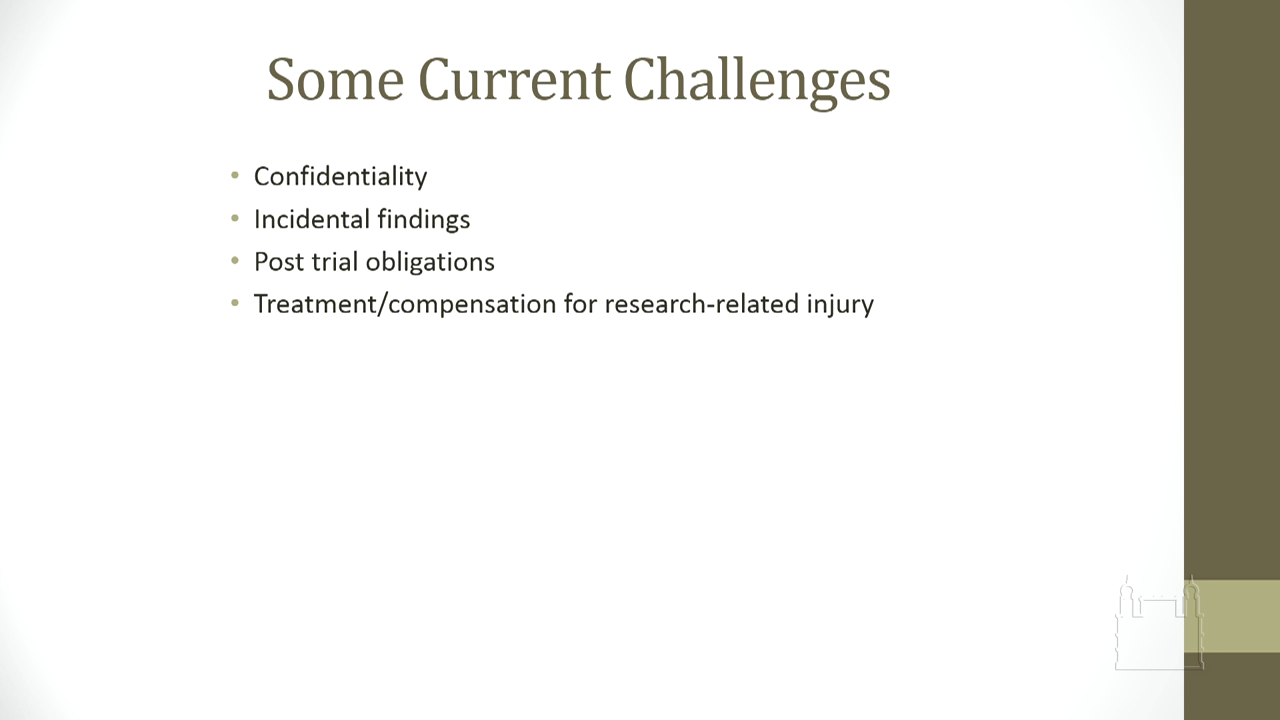 Some Current Challenges
• Confidentiality
• Incidental findings
• Post trial obligations
• Treatment/compensation for research-related injury